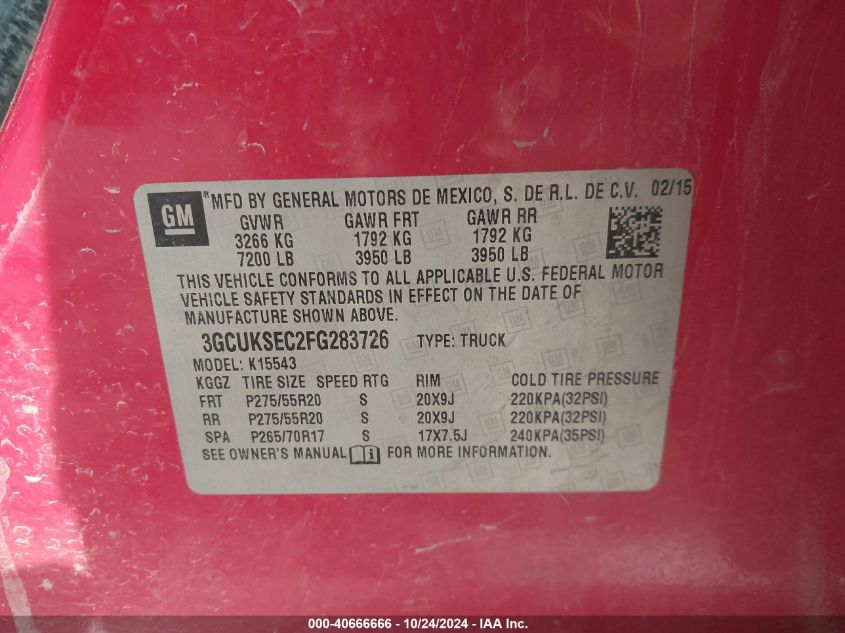 GM
® MFD BY GENERAL MOTORS DE MEXICO, S. DE R.L. DE C.V. 02/15
GVWR GAWR FRT GAWR RR
3266 KG 1792 KG 1792 KG
7200 LB 3950 LB 3950 LB
THIS VEHICLE CONFORMS TO ALL APPLICABLE U.S. FEDERAL MOTOR
VEHICLE SAFETY STANDARDS IN EFFECT ON THE DATE OF
MANUFACTURE SHOWN ABOVE.
3GCUKSEC2FG283726 TYPE: TRUCK
MODEL: K15543
KGGZ TIRE SIZE SPEED RTG RIM COLD TIRE PRESSURE
FRT P275/55R20 S 20X9J 220KPA(32PSI)
RR P275/55R20 S 20X9J 220KPA(32PSI)
SPA P265/70R17 S 17X7.5J 240KPA(35PSI)
SEE OWNER'S MANUAL i FOR MORE INFORMATION.
000-40666666 - 10/24/2024 - IAA Inc.